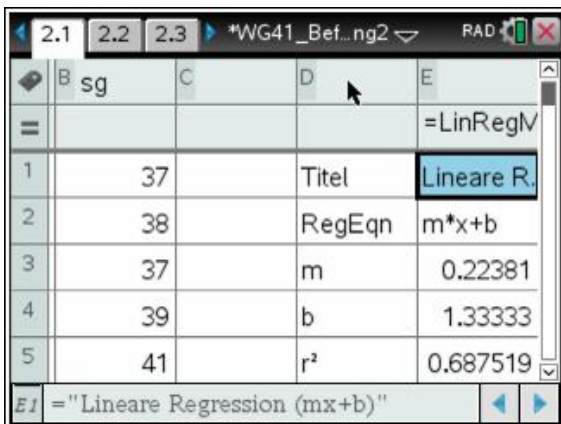 2.1 2.2 2.3 *WG41_Bef…ng2 RAD
B sg C D E
= =LinRegM
1 37 Titel Lineare R.
2 38 RegEqn m*x+b
3 37 m 0.22381
4 39 b 1.33333
5 41 r² 0.687519
E1 ="Lineare Regression (mx+b)"